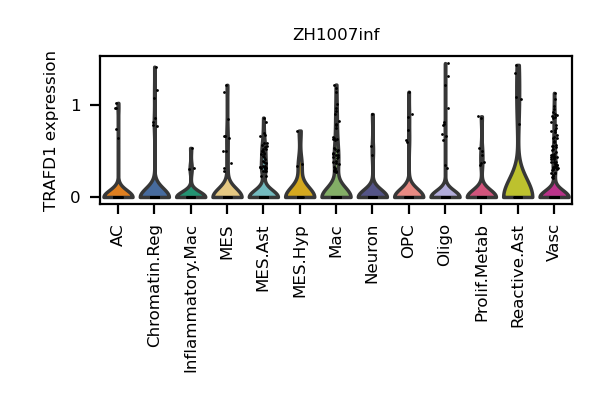 ZH1007inf
TRAFD1 expression
1
0
AC
Chromatin.Reg
Inflammatory.Mac
MES
MES.Ast
MES.Hyp
Mac
Neuron
OPC
Oligo
Prolif.Metab
Reactive.Ast
Vasc